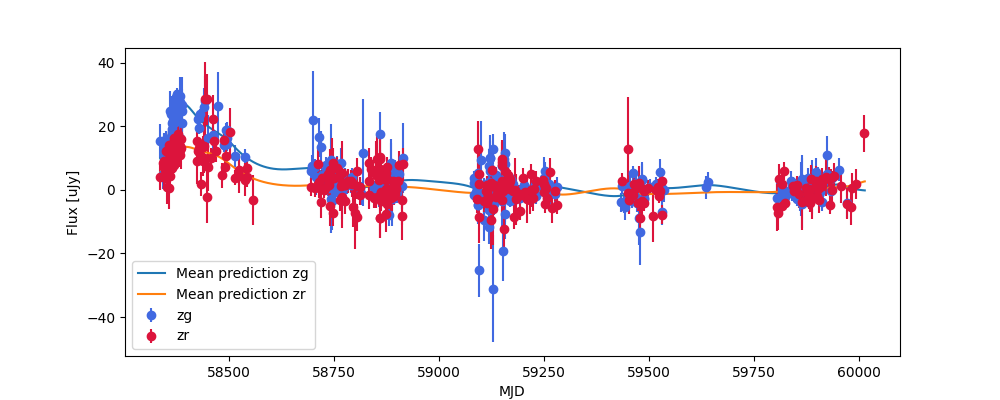 40
20
0
−20
−40
Flux [uJy]
Mean prediction zg
Mean prediction zr
zg
zr
58500 58750 59000 59250 59500 59750 60000
MJD